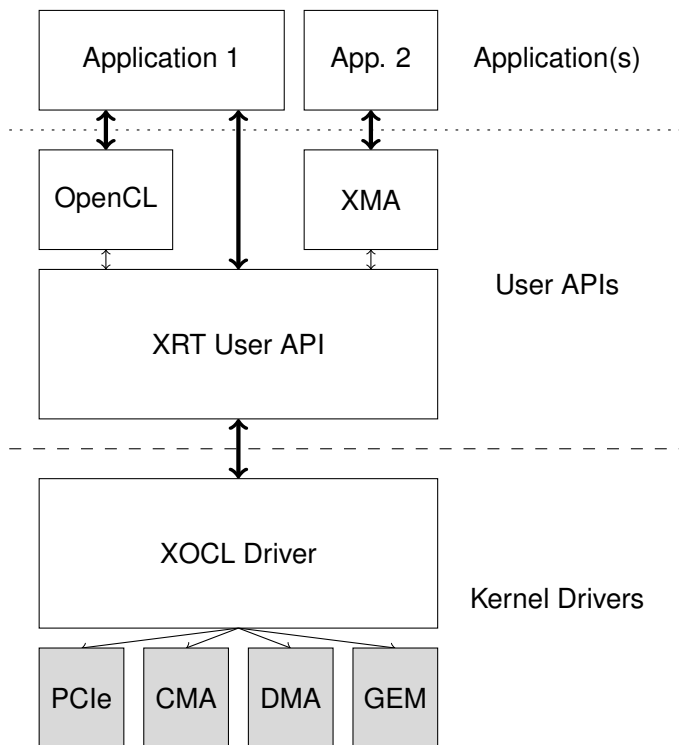 Application 1
App. 2
Application(s)
OpenCL
XMA
User APIs
XRT User API
XOCL Driver
Kernel Drivers
PCIe
CMA
DMA
GEM